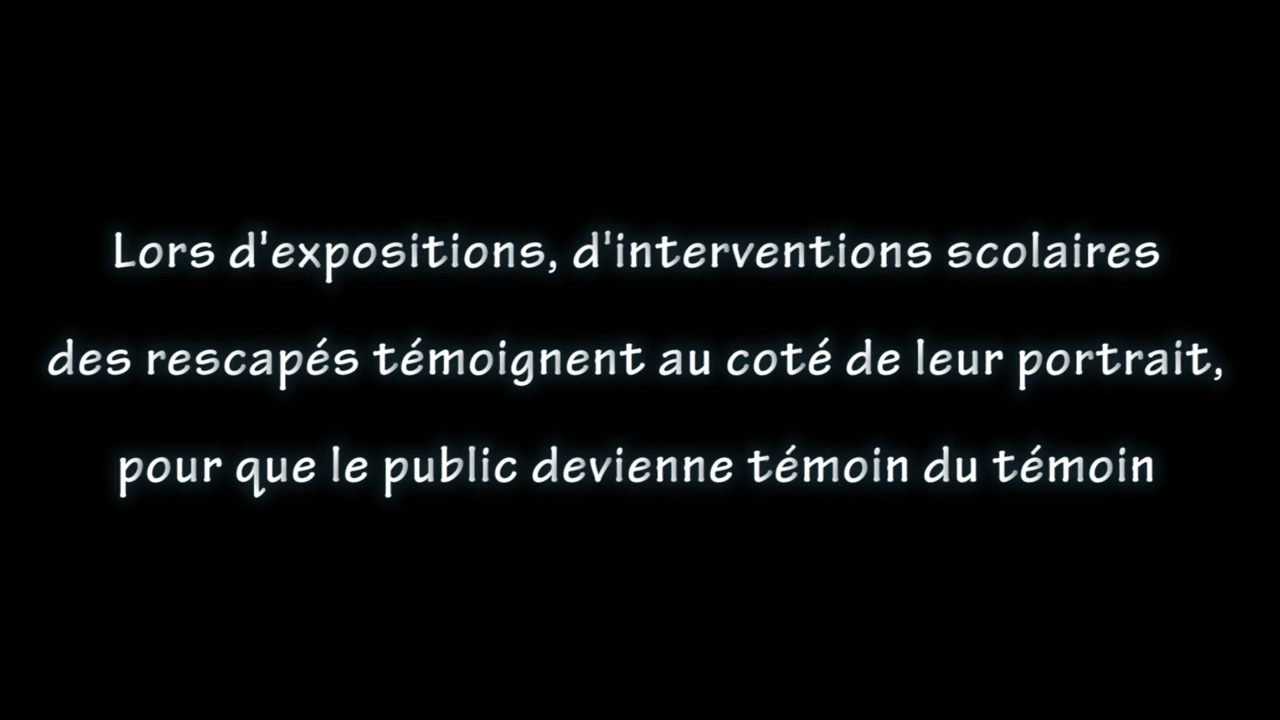 Lors d'expositions, d'interventions scolaires
des rescapés témoignent au coté de leur portrait,
pour que le public devienne témoin du témoin